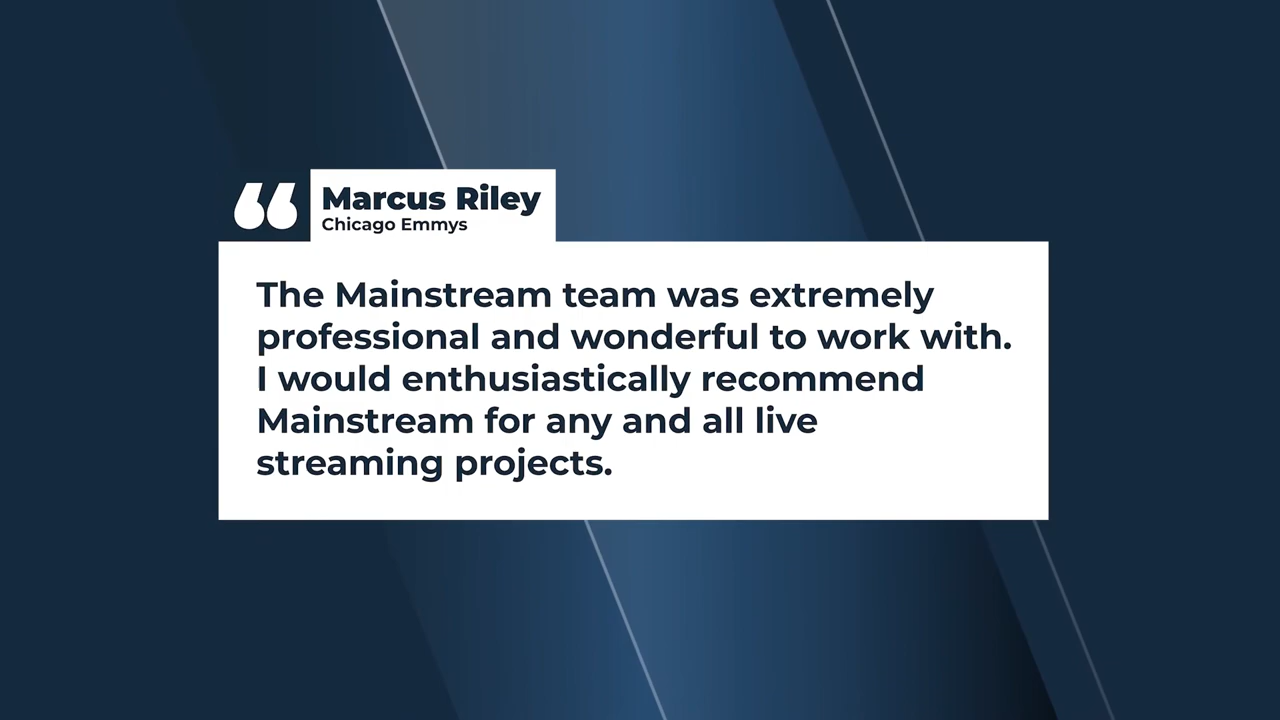 Marcus Riley
Chicago Emmys
The Mainstream team was extremely
professional and wonderful to work with.
I would enthusiastically recommend
Mainstream for any and all live
streaming projects.